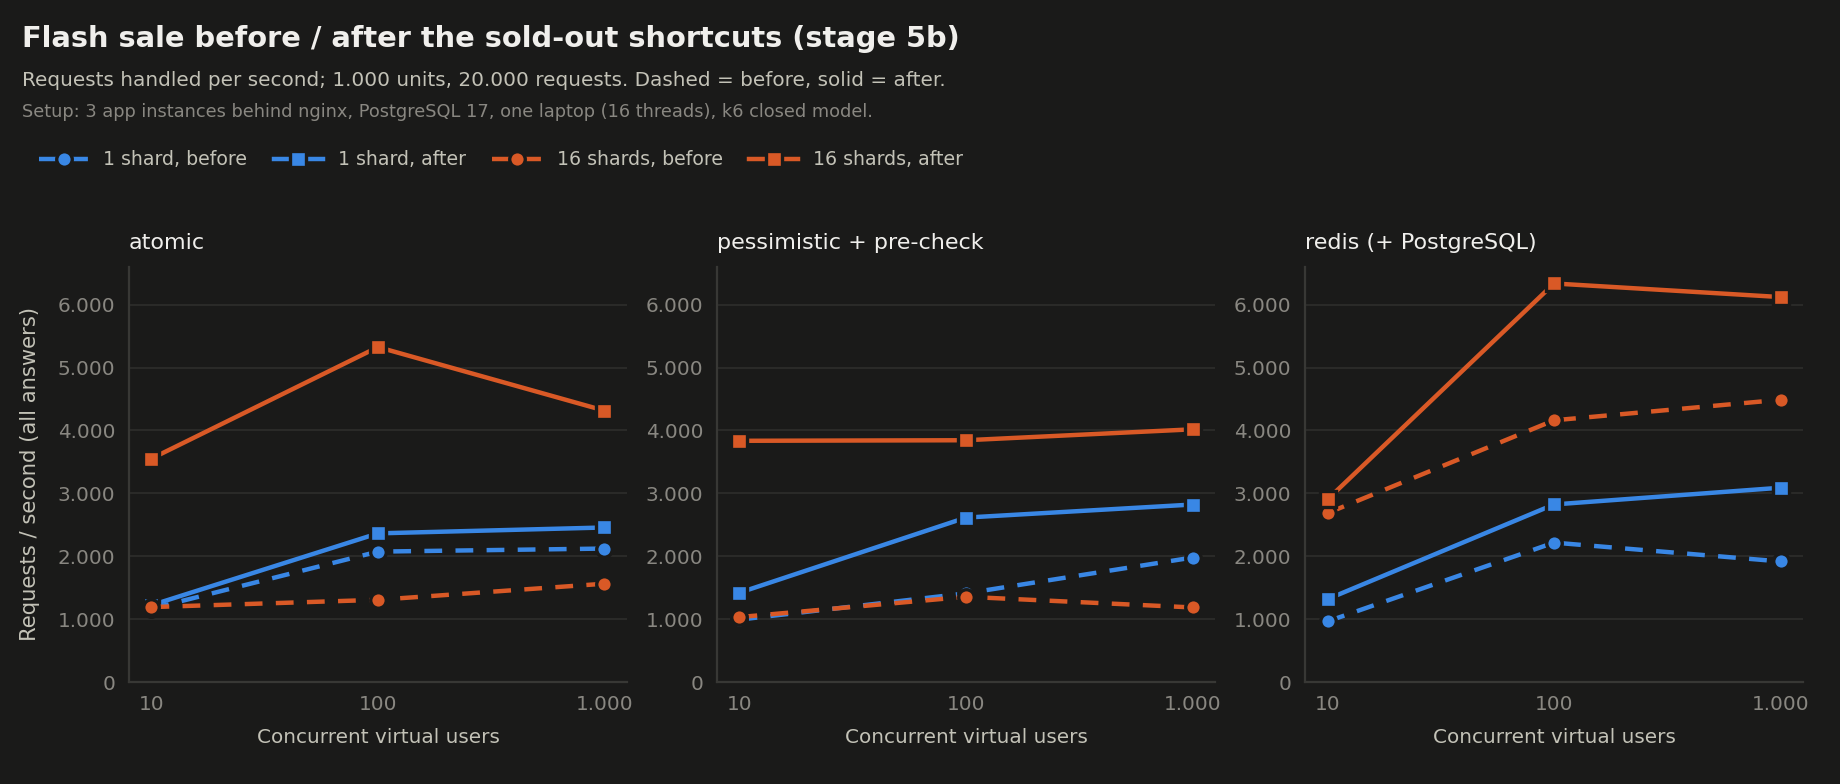 Flash sale before / after the sold-out shortcuts (stage 5b)
Requests handled per second; 1.000 units, 20.000 requests. Dashed = before, solid = after.
Setup: 3 app instances behind nginx, PostgreSQL 17, one laptop (16 threads), k6 closed model.
1 shard, before 1 shard, after 16 shards, before 16 shards, after
atomic
Requests / second (all answers)
6.000
5.000
4.000
3.000
2.000
1.000
0
10 100 1.000
Concurrent virtual users
pessimistic + pre-check
6.000
5.000
4.000
3.000
2.000
1.000
0
10 100 1.000
Concurrent virtual users
redis (+ PostgreSQL)
6.000
5.000
4.000
3.000
2.000
1.000
0
10 100 1.000
Concurrent virtual users